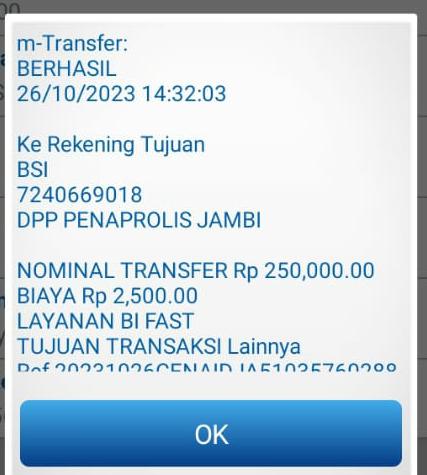 m-Transfer:
BERHASIL
26/10/2023 14:32:03
Ke Rekening Tujuan
BSI
7240669018
DPP PENAPROLIS JAMBI
NOMINAL TRANSFER Rp 250,000.00
BIAYA Rp 2,500.00
LAYANAN BI FAST
TUJUAN TRANSAKSI Lainnya
Ref
OK